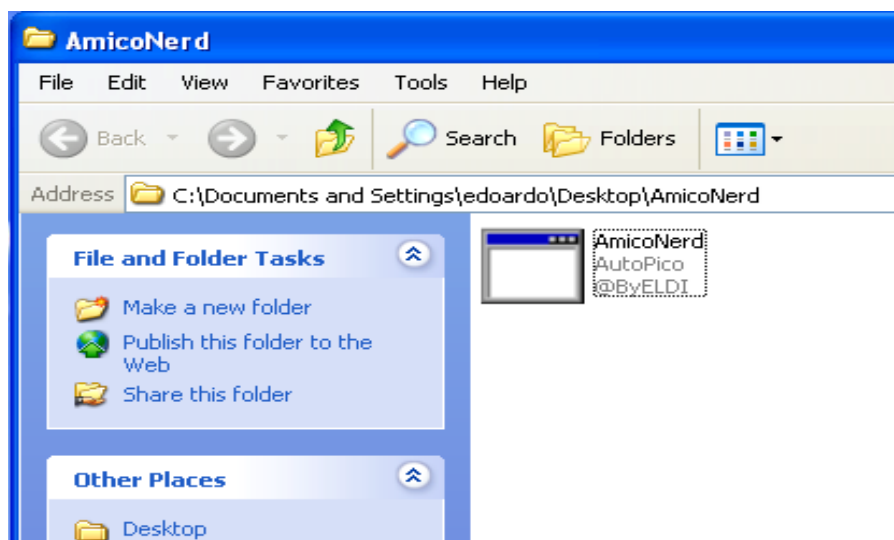 AmicoNerd
File Edit View Favorites Tools Help
Back Search Folders
Address C:\Documents and Settings\edoardo\Desktop\AmicoNerd
File and Folder Tasks
Make a new folder
Publish this folder to the
Web
Share this folder
Other Places
Desktop
AmicoNerd
AutoPico
@ByELDI